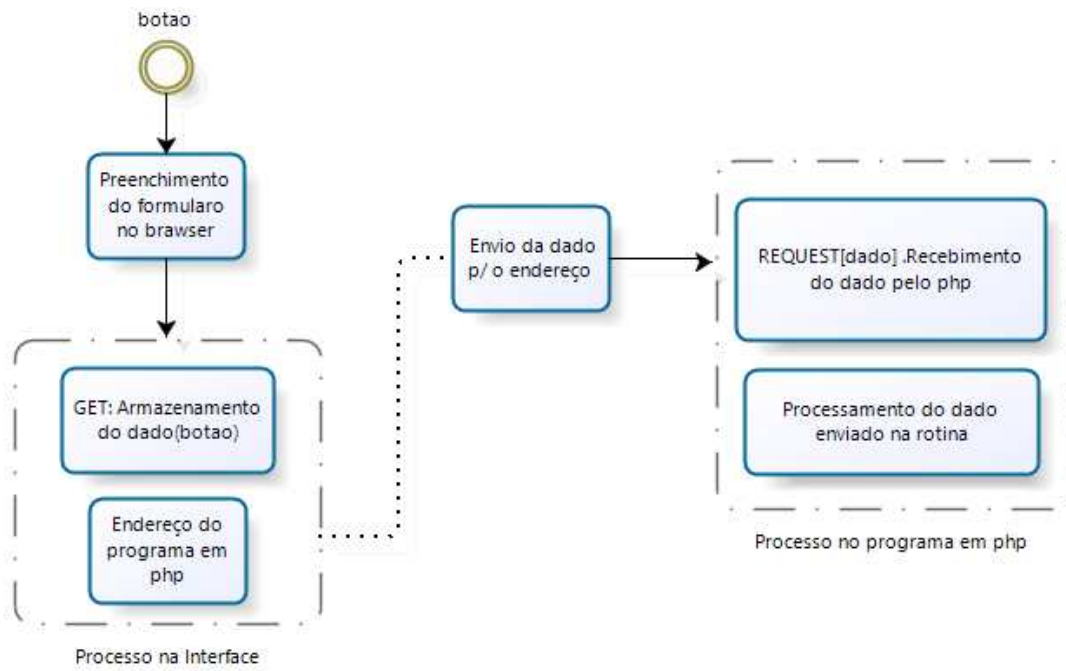 botao
Preenchimento
do formularo
no brawser
GET: Armazenamento
do dado(botao)
Endereço do
programa em
php
Processo na Interface
Envio da dado
p/ o endereço
REQUEST[dado] .Recebimento
do dado pelo php
Processamento do dado
enviado na rotina
Processo no programa em php